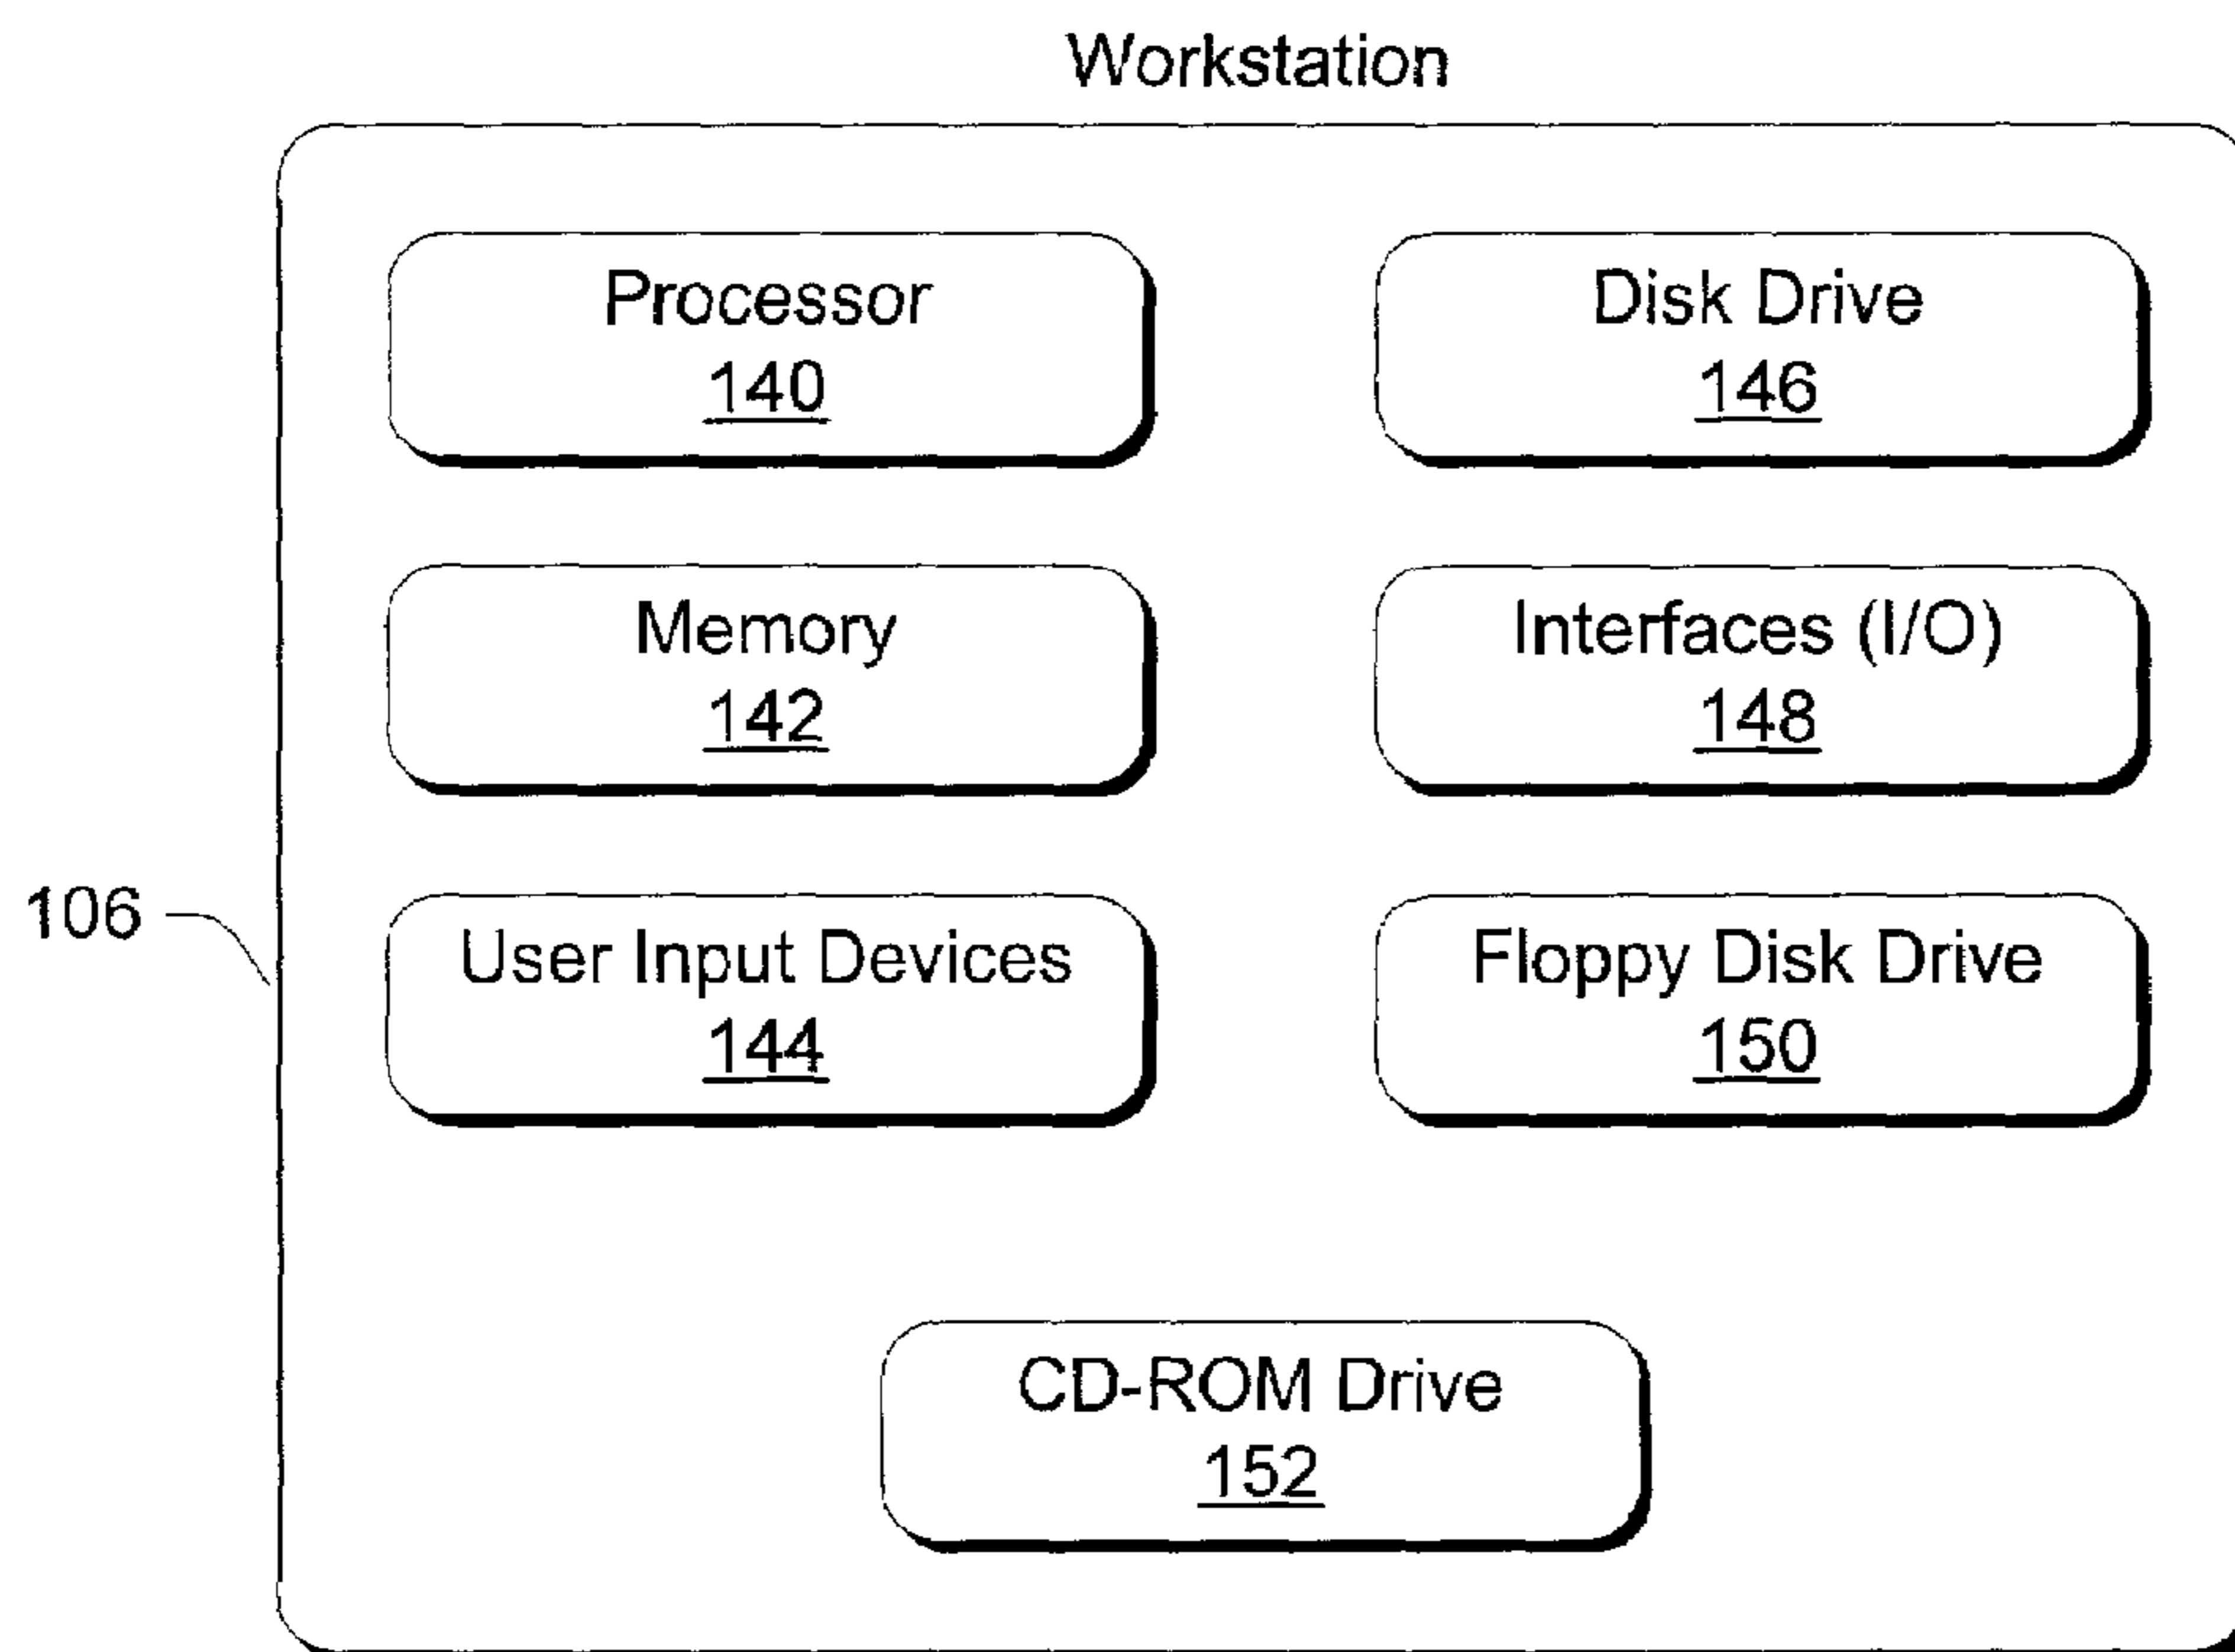 Workstation
Processor
140
Disk Drive
146
Memory
142
Interfaces (I/O)
148
106
User Input Devices
144
Floppy Disk Drive
150
CD-ROM Drive
152